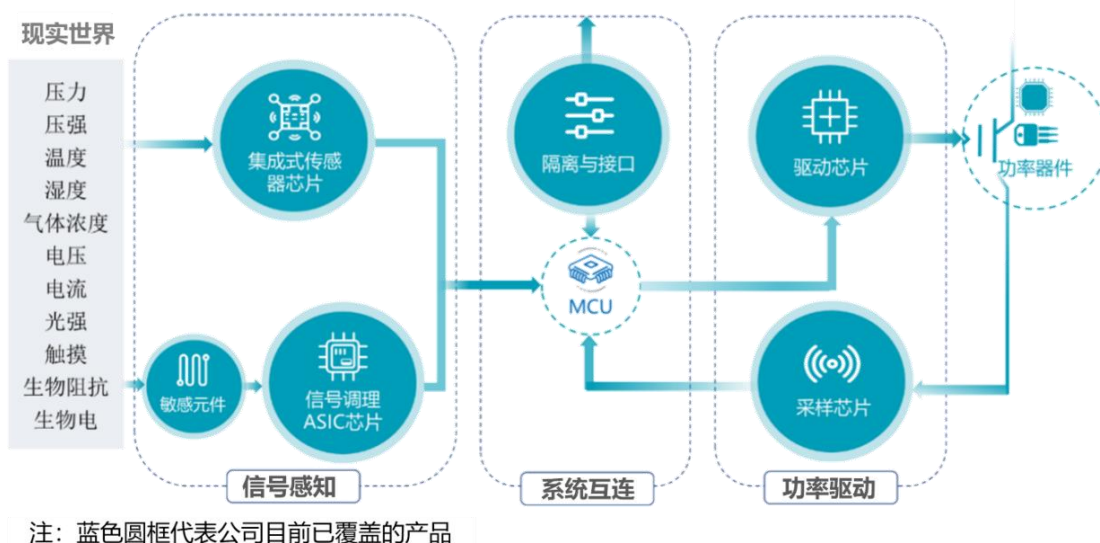 现实世界
压力
压强
温度
湿度
气体浓度
电压
电流
光强
触摸
生物阻抗
生物电
集成式传感
器芯片
敏感元件
信号调理
ASIC芯片
信号感知
隔离与接口
MCU
系统互连
驱动芯片
功率器件
采样芯片
功率驱动
注：蓝色圆框代表公司目前已覆盖的产品